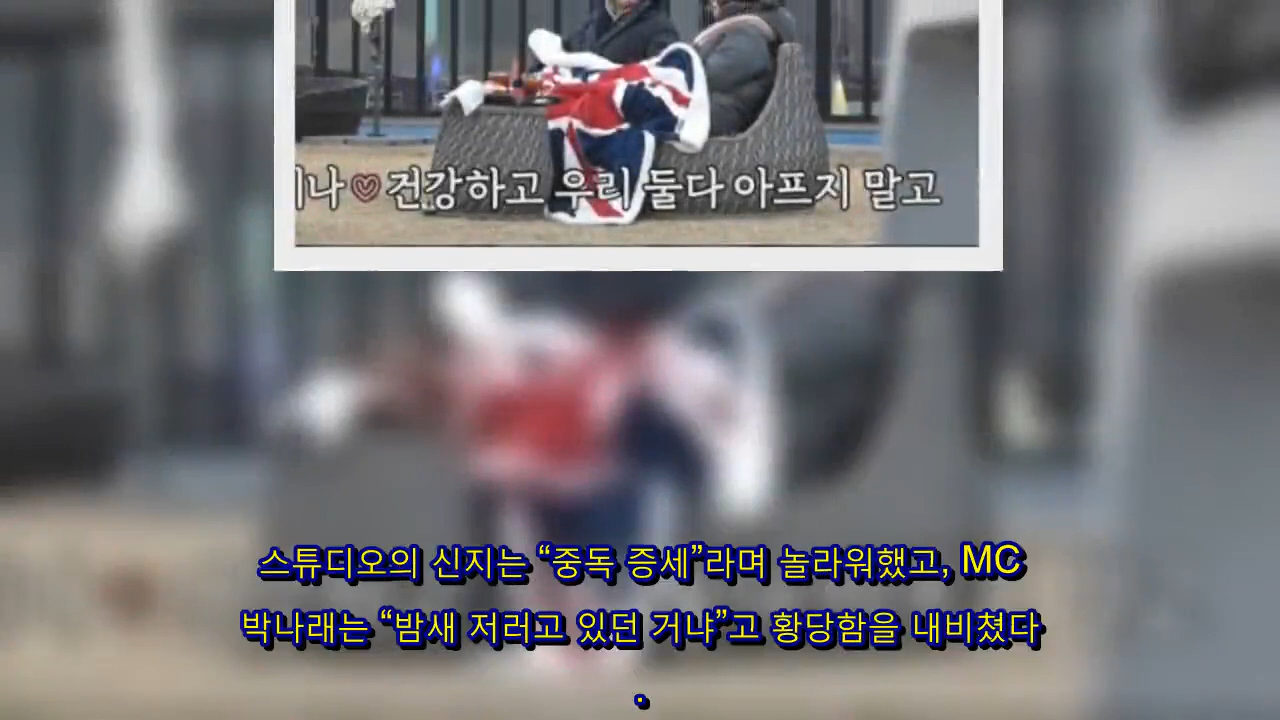 나♡건강하고 우리 둘다 아프지 말고
스튜디오의 신지는 “중독 증세”라며 놀라워했고, MC
박나래는 “밤새 저러고 있던 거냐”고 황당함을 내비쳤다
.